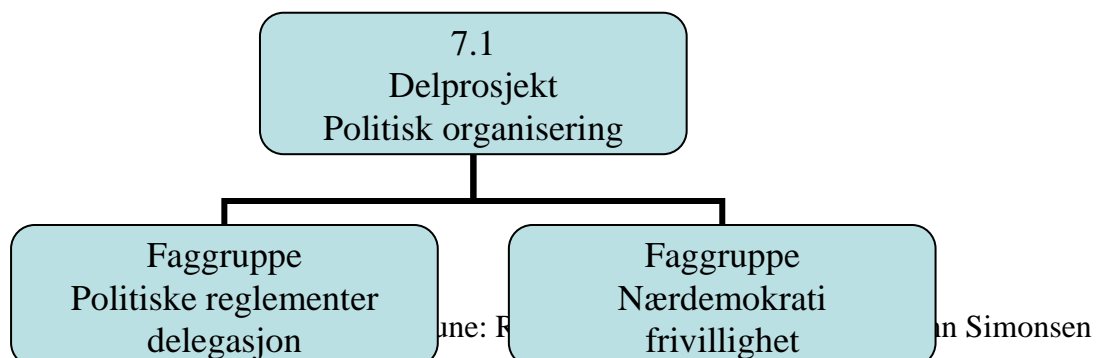 7.1
Delprosjekt
Politisk organisering
Faggruppe
Politiske reglementer
delegasjon
Faggruppe
Nærdemokrati
frivillighet
Simonsen